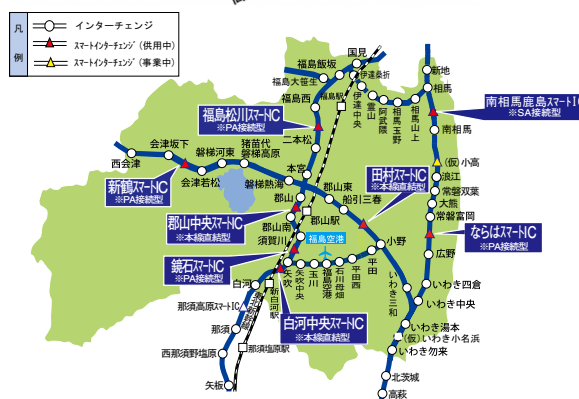 凡
例
インターチェンジ
スマートインターチェンジ(供用中)
スマートインターチェンジ(事業中)
国見
福島飯坂
福島大笹生
伊達桑折
福島駅
福島西
伊達中央
霊山
阿武隈
相馬玉野
相馬山上
新地
相馬
南相馬鹿島スマートIC
※SA接続型
南相馬
福島松川スマートIC
※PA接続型
二本松
(仮)小高
浪江
常磐双葉
大熊
常磐富岡
ならはスマートIC
※PA接続型
広野
会津坂下
西会津
磐梯河東
猪苗代
磐梯高原
会津若松
新鶴スマートIC
※PA接続型
磐梯熱海
本宮
郡山
郡山東
船引三春
田村スマートIC
※本線直結型
郡山中央スマートIC
※本線直結型
郡山駅
郡山南
須賀川
福島空港
小野
鏡石スマートIC
※PA接続型
矢吹
矢吹中央
玉川
福島空港
石川母畑
平田西
平田
いわき三和
いわき四倉
いわき中央
白河
新白河駅
白河中央スマートIC
※本線直結型
那須高原スマートIC
東北新幹線
那須
那須塩原駅
西那須野塩原
矢板
いわき湯本
(仮)いわき小名浜
いわき勿来
北茨城
高萩